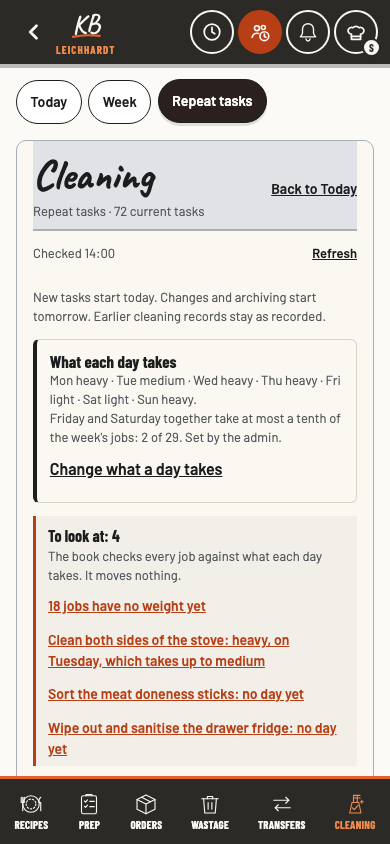 KB
LEICHHARDT
S
Today
Week
Repeat tasks
Cleaning
Back to Today
Repeat tasks · 72 current tasks
Checked 14:00
Refresh
New tasks start today. Changes and archiving start
tomorrow. Earlier cleaning records stay as recorded.
What each day takes
Mon heavy · Tue medium · Wed heavy · Thu heavy · Fri
light · Sat light · Sun heavy.
Friday and Saturday together take at most a tenth of
the week's jobs: 2 of 29. Set by the admin.
Change what a day takes
To look at: 4
The book checks every job against what each day
takes. It moves nothing.
18 jobs have no weight yet
Clean both sides of the stove: heavy, on
Tuesday, which takes up to medium
Sort the meat doneness sticks: no day yet
Wipe out and sanitise the drawer fridge: no day
yet
RECIPES
PREP
ORDERS
WASTAGE
TRANSFERS
CLEANING